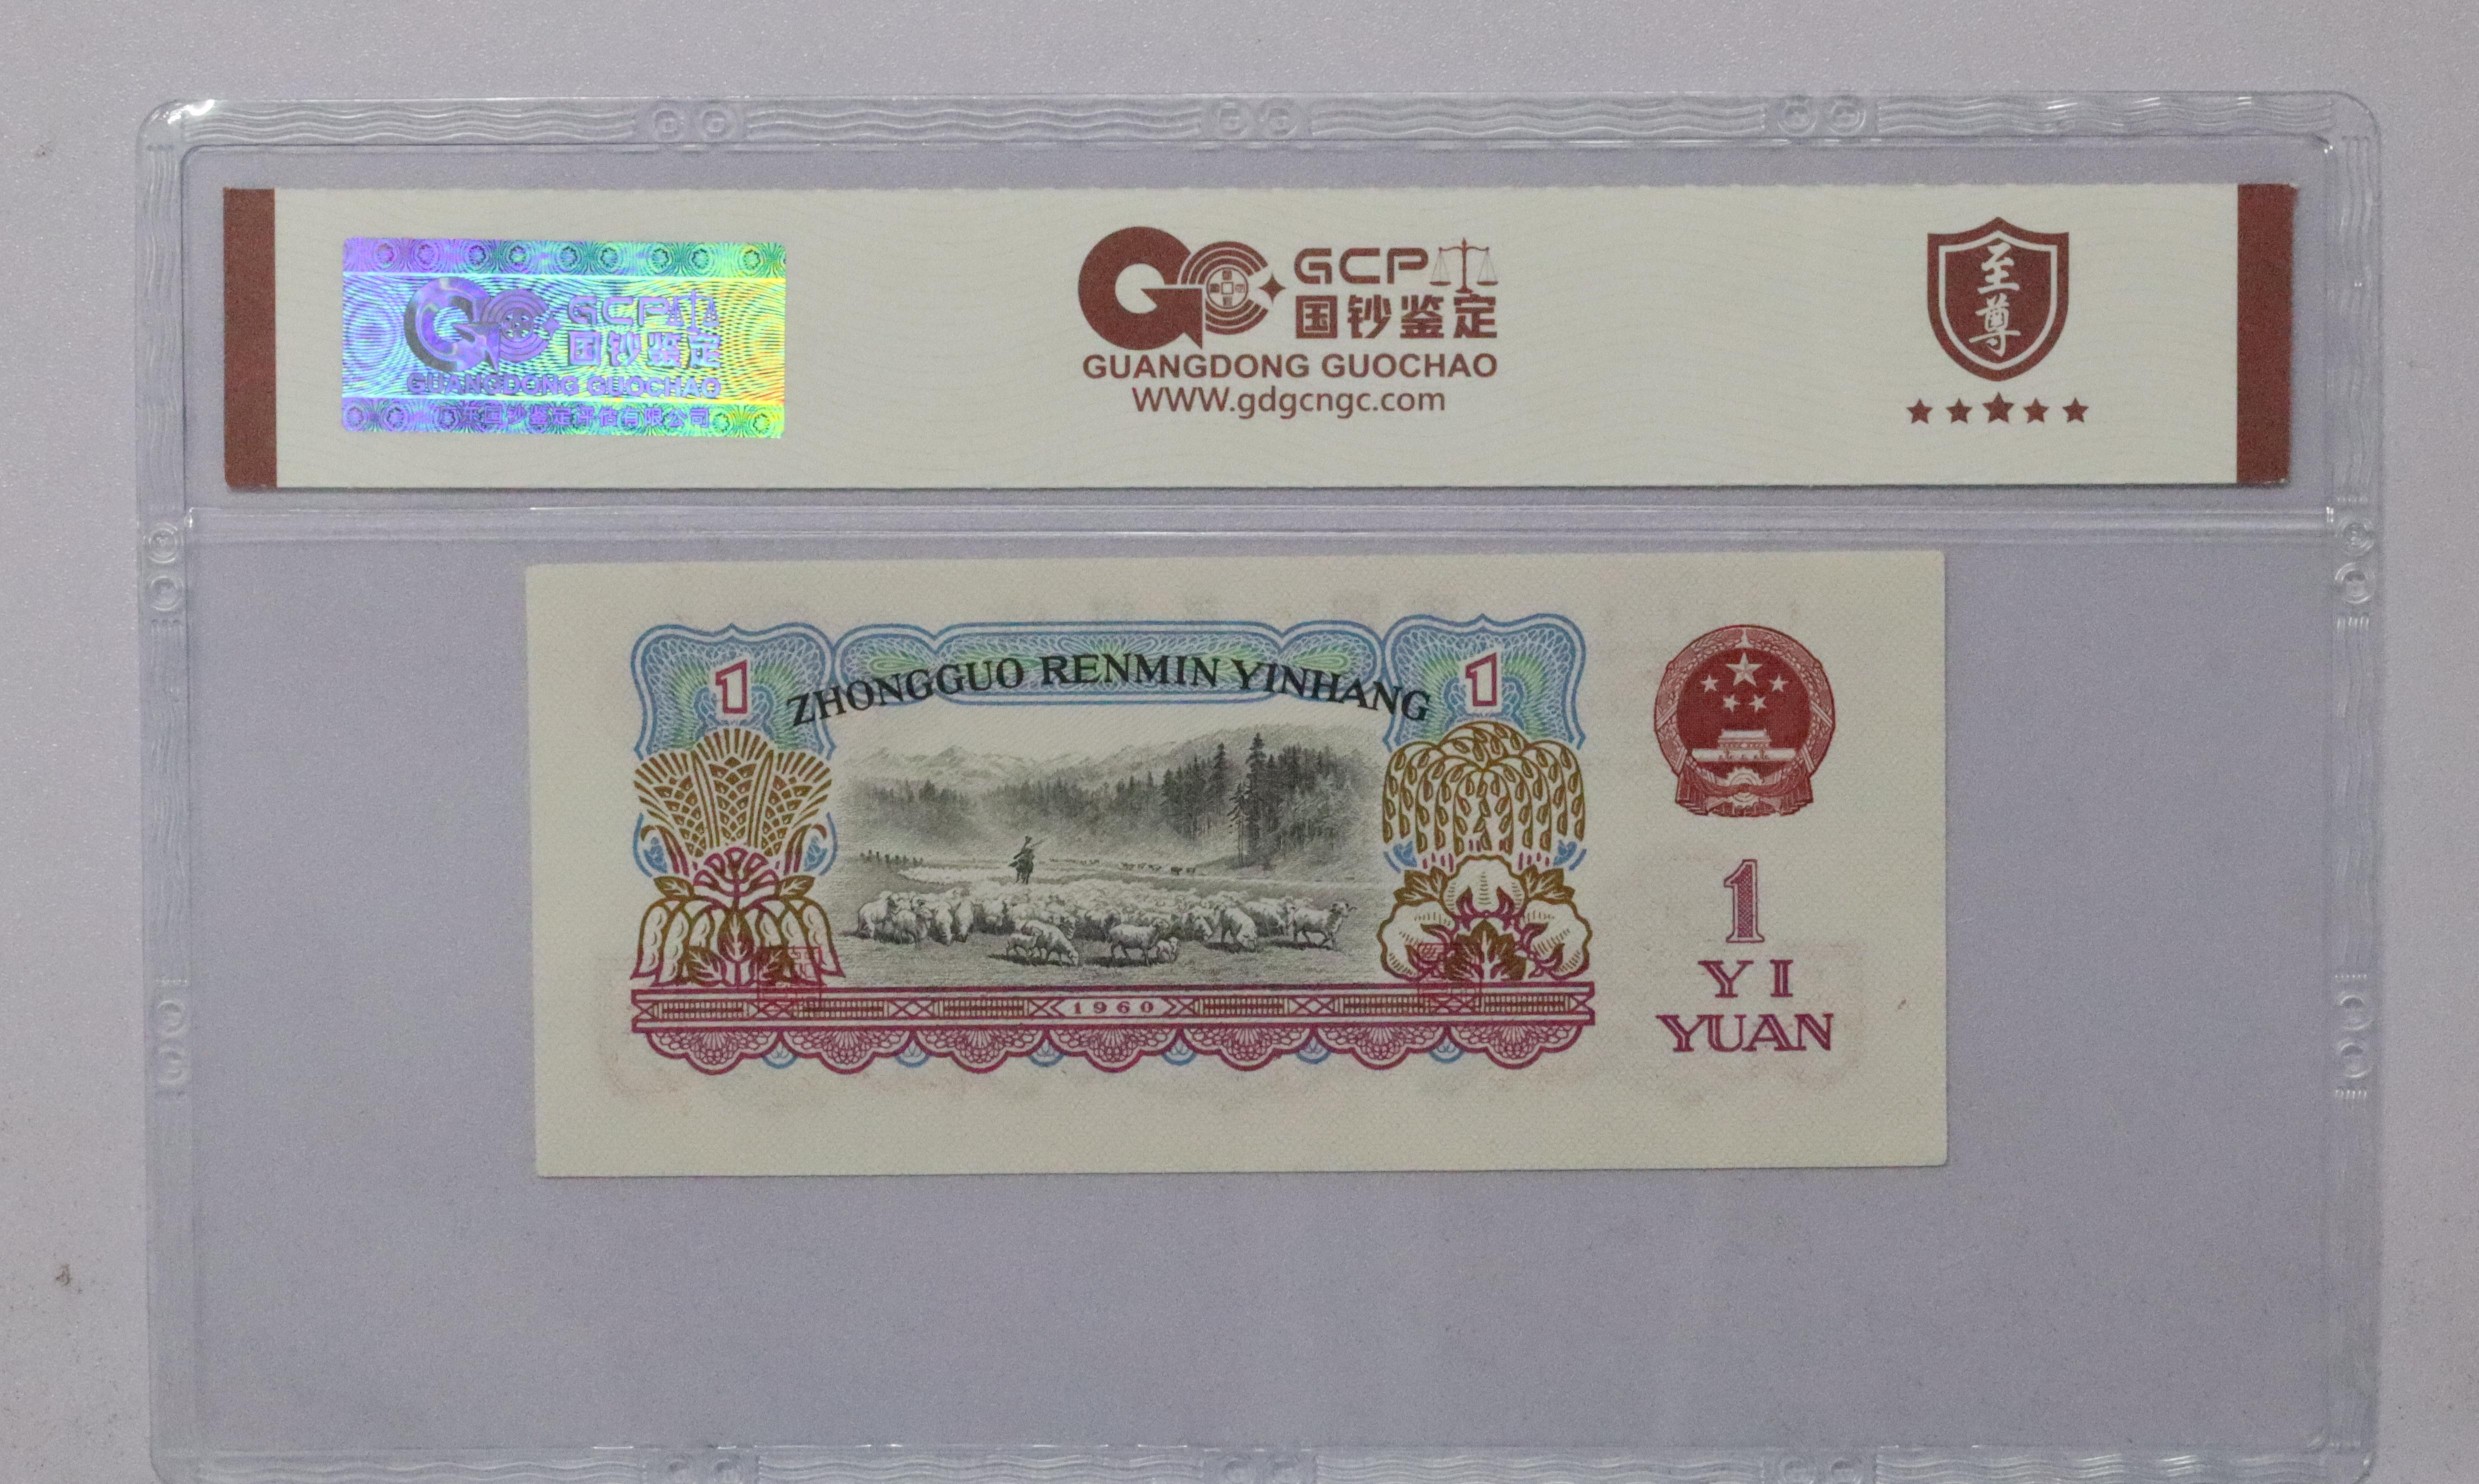 GCP
国钞鉴定
GUANGDONG GUOCHAO
GCP
国钞鉴定
GUANGDONG GUOCHAO
WWW.gdgcngc.com
至尊
1
ZHONGGUO RENMIN YINHANG
1
1
YI
YUAN
1960